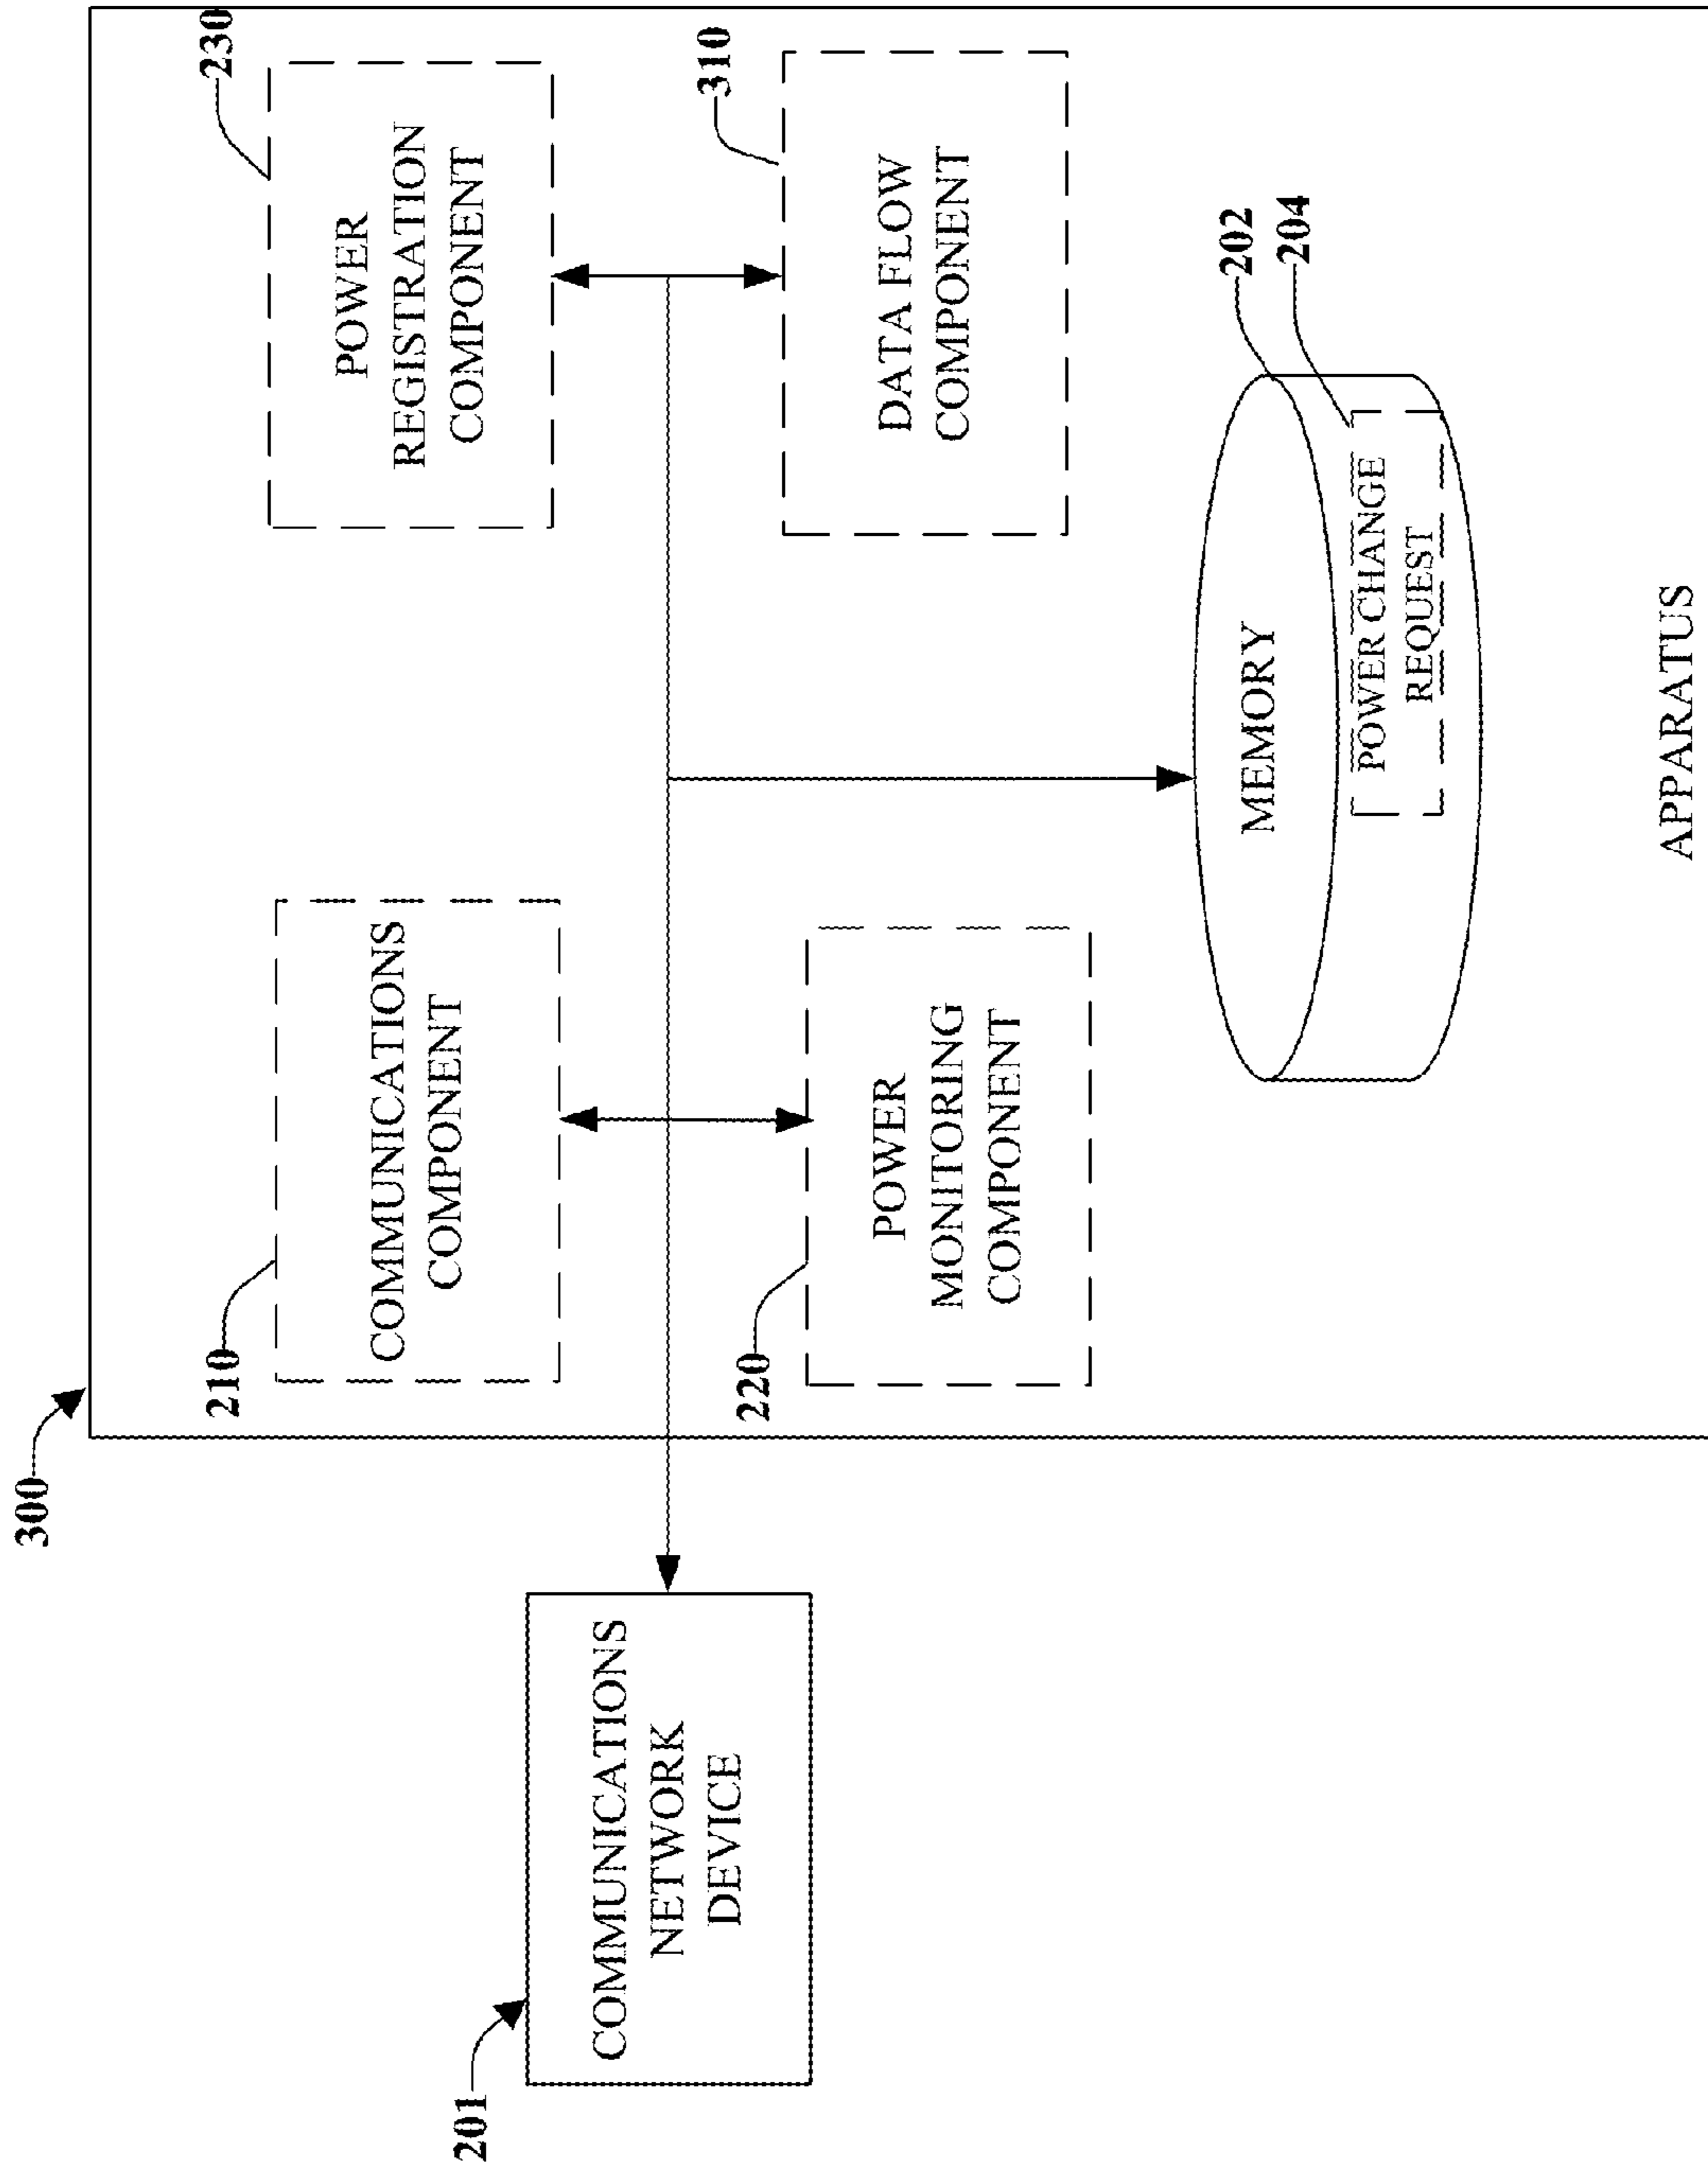 300
201
COMMUNICATIONS
NETWORK
DEVICE
210
COMMUNICATIONS
COMPONENT
230
POWER
REGISTRATION
COMPONENT
220
POWER
MONITORING
COMPONENT
310
DATA FLOW
COMPONENT
202
204
MEMORY
POWER CHANGE
REQUEST
APPARATUS